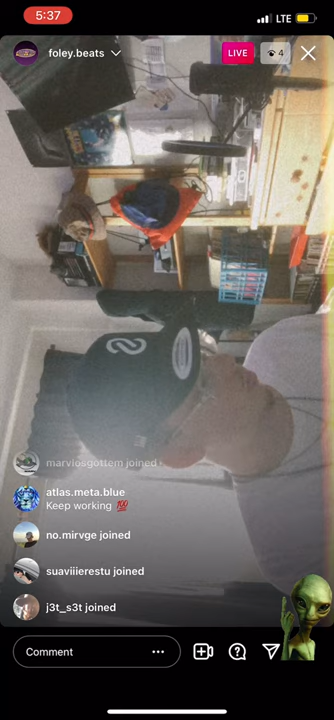 5:37
LTE
foley.beats
LIVE
4
marviosgottem joined
atlas.meta.blue
Keep working 💯
no.mirvge joined
suaviiierestu joined
j3t_s3t joined
Comment